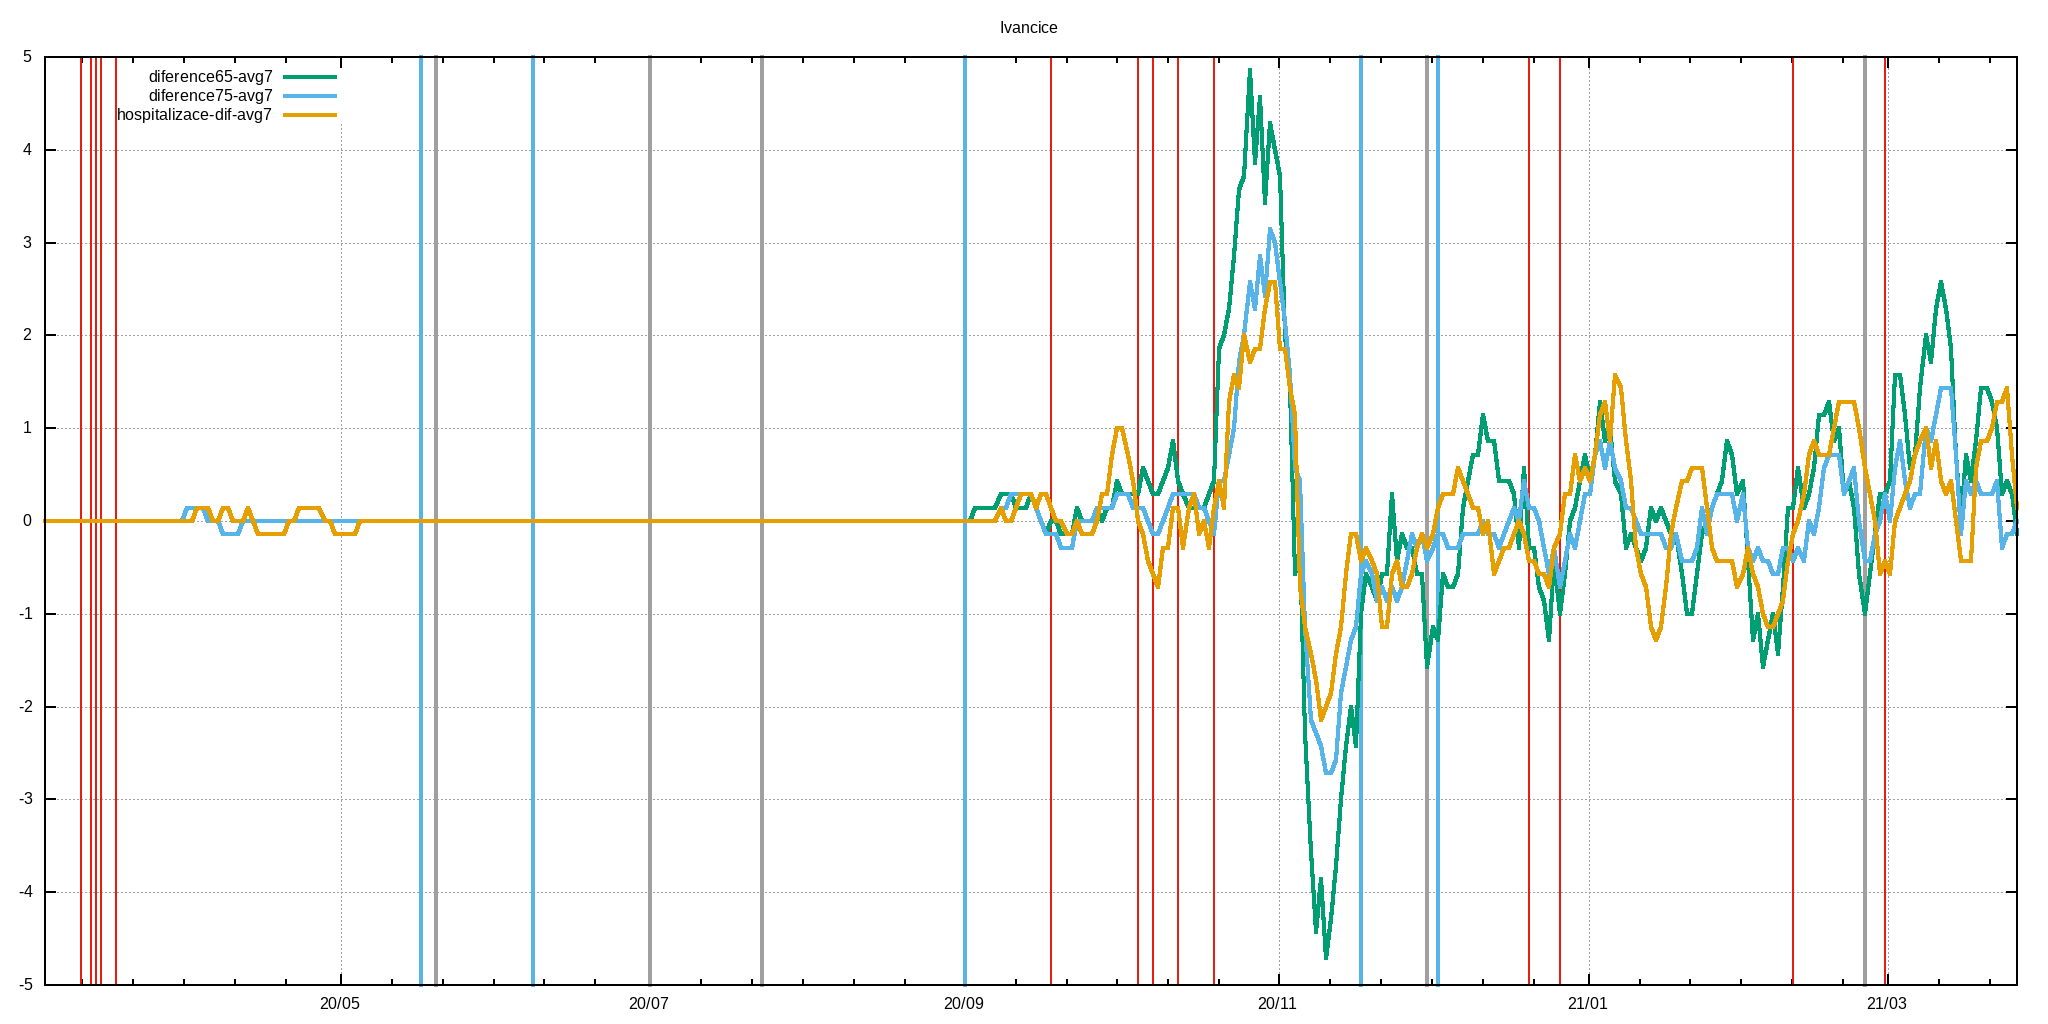 Ivancice
diference65-avg7
diference75-avg7
hospitalizace-dif-avg7
5
4
3
2
1
0
-1
-2
-3
-4
-5
20/05 20/07 20/09 20/11 21/01 21/03